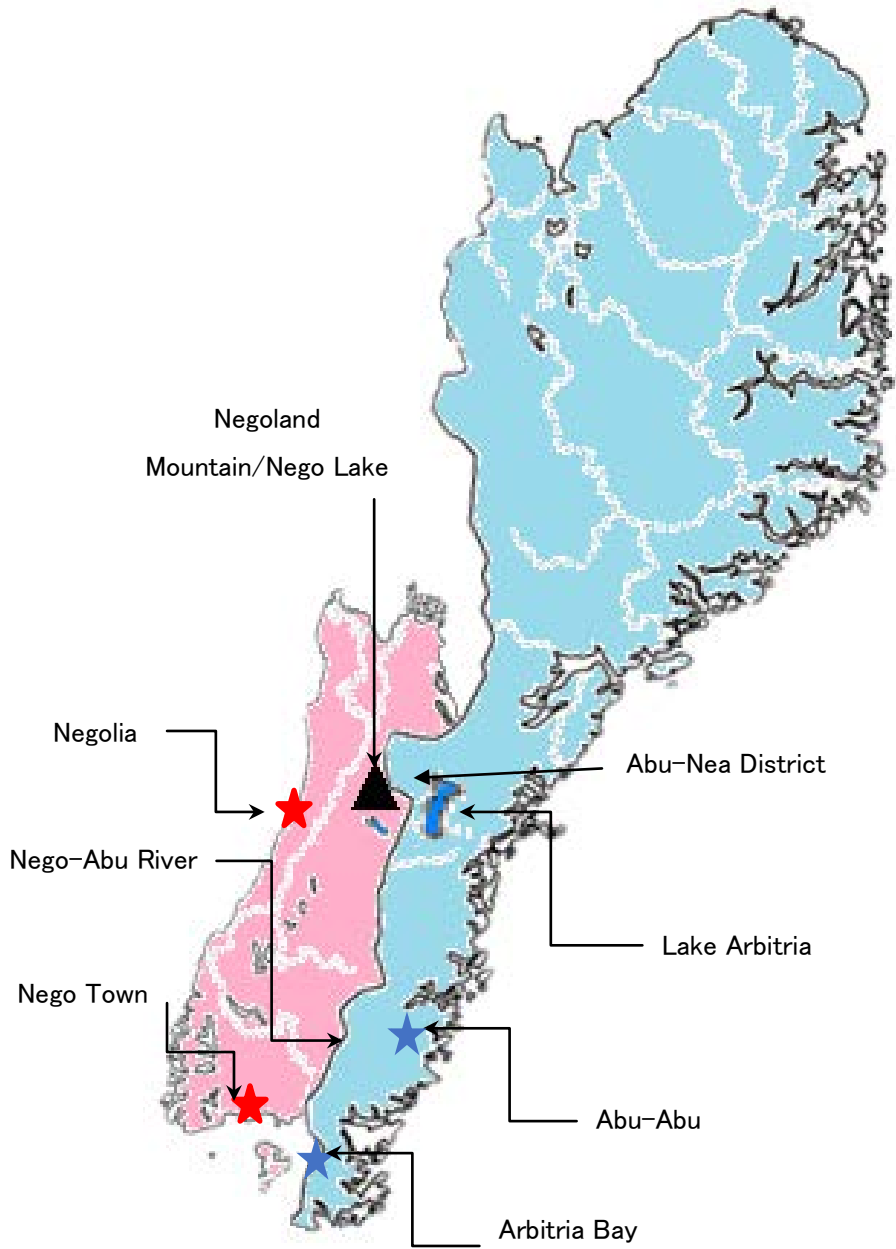 Negoland
Mountain/Nego Lake
Negolia
Abu-Nea District
Nego-Abu River
Lake Arbitria
Nego Town
Abu-Abu
Arbitria Bay